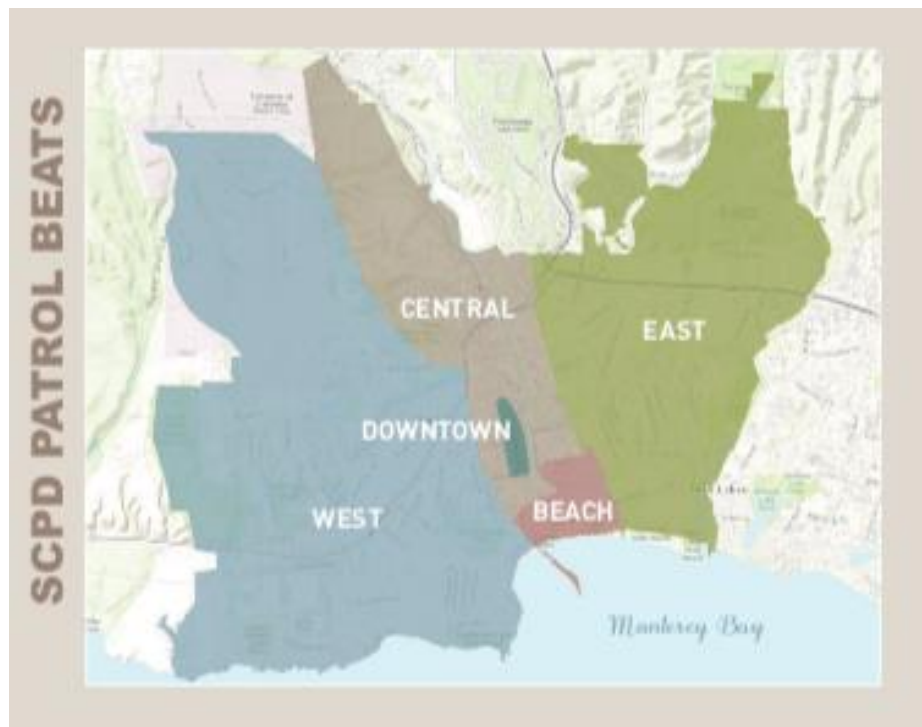 SCPD PATROL BEATS
CENTRAL
EAST
DOWNTOWN
WEST
BEACH
Monterey Bay